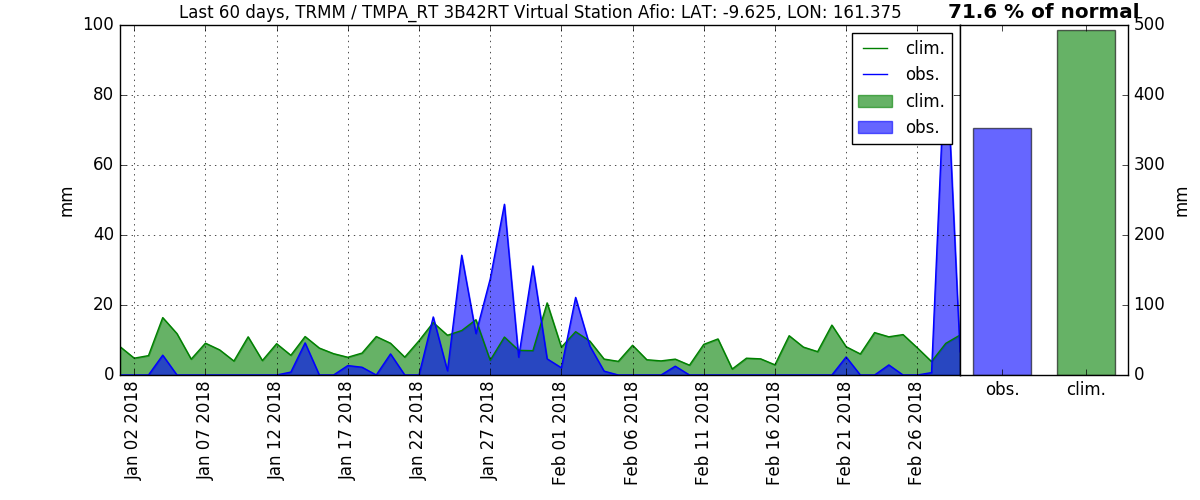 Last 60 days, TRMM / TMPA_RT 3B42RT Virtual Station Afio: LAT: -9.625, LON: 161.375
71.6 % of normal
100
80
60
40
20
0
mm
clim.
obs.
clim.
obs.
500
400
300
200
100
0
mm
obs.
clim.
Jan 02 2018
Jan 07 2018
Jan 12 2018
Jan 17 2018
Jan 22 2018
Jan 27 2018
Feb 01 2018
Feb 06 2018
Feb 11 2018
Feb 16 2018
Feb 21 2018
Feb 26 2018